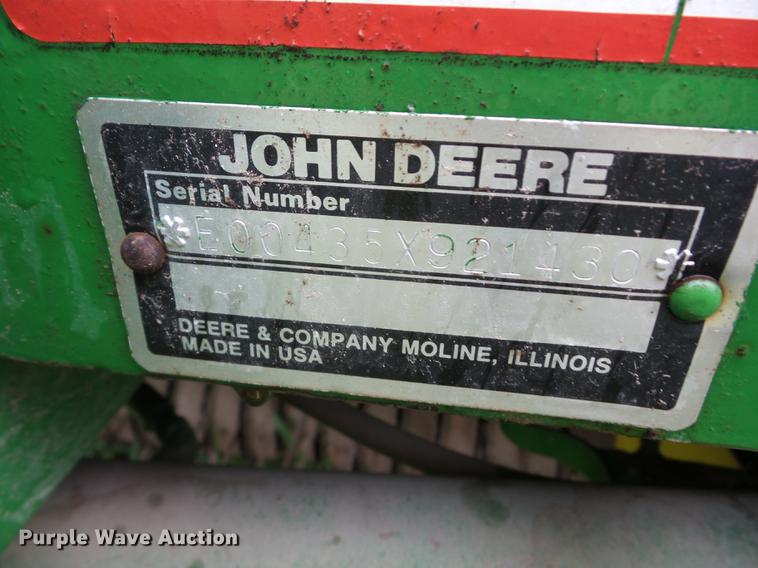 JOHN DEERE
Serial Number
*E00435X921430*
DEERE & COMPANY MOLINE, ILLINOIS
MADE IN USA
Purple Wave Auction